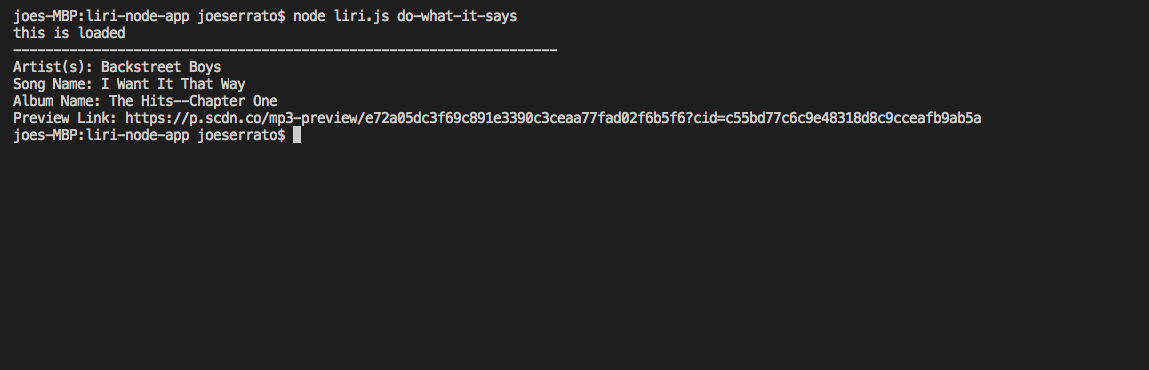 joes-MBP:liri-node-app joeserrato$ node liri.js do-what-it-says
this is loaded
--------------------------------------------------------------------
Artist(s): Backstreet Boys
Song Name: I Want It That Way
Album Name: The Hits--Chapter One
Preview Link: https://p.scdn.co/mp3-preview/e72a05dc3f69c891e3390c3ceaa77fad02f6b5f6?cid=c55bd77c6c9e48318d8c9cceafb9ab5a
joes-MBP:liri-node-app joeserrato$